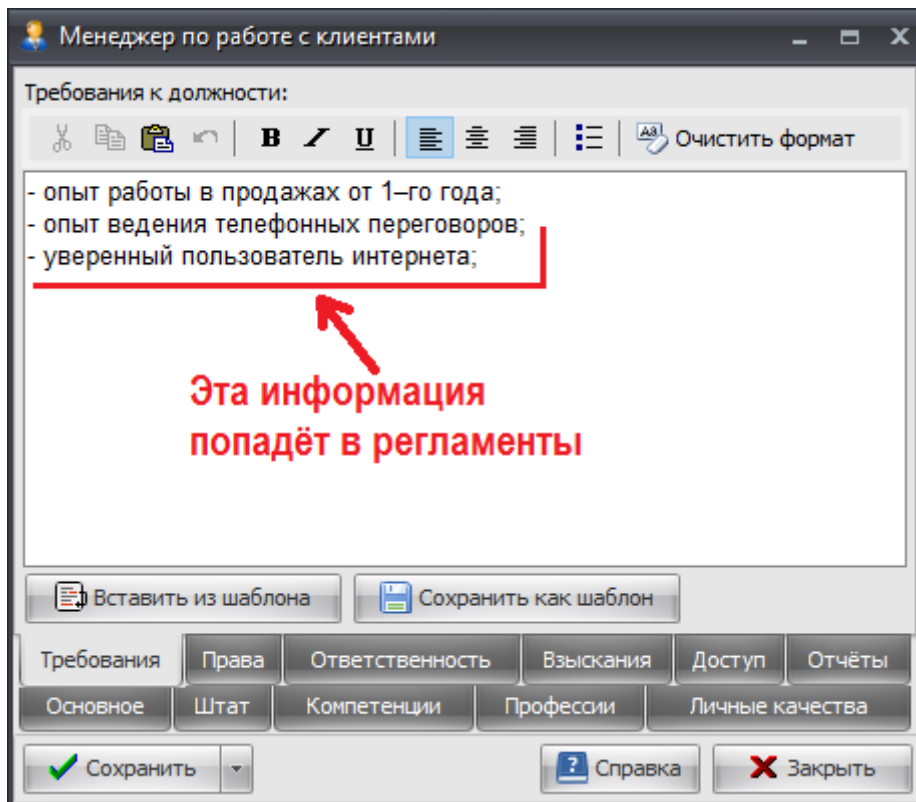 Менеджер по работе с клиентами
Требования к должности:
B I U Очистить формат
- опыт работы в продажах от 1–го года;
- опыт ведения телефонных переговоров;
- уверенный пользователь интернета;
Эта информация
попадёт в регламенты
Вставить из шаблона Сохранить как шаблон
Требования Права Ответственность Взыскания Доступ Отчёты
Основное Штат Компетенции Профессии Личные качества
Сохранить Справка Закрыть